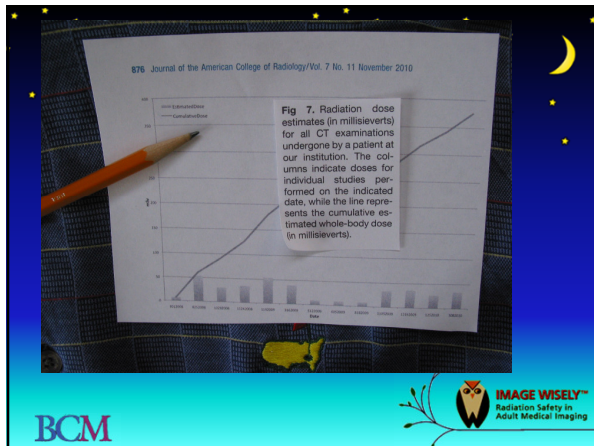 876 Journal of the American College of Radiology/Vol. 7 No. 11 November 2010
EstimatedDose
CumulativeDose
Fig 7. Radiation dose
estimates (in millisieverts)
for all CT examinations
undergone by a patient at
our institution. The col-
umns indicate doses for
individual studies per-
formed on the indicated
date, while the line repre-
sents the cumulative es-
timated whole-body dose
(in millisieverts).
Date
BCM
IMAGE WISELY™
Radiation Safety in
Adult Medical Imaging